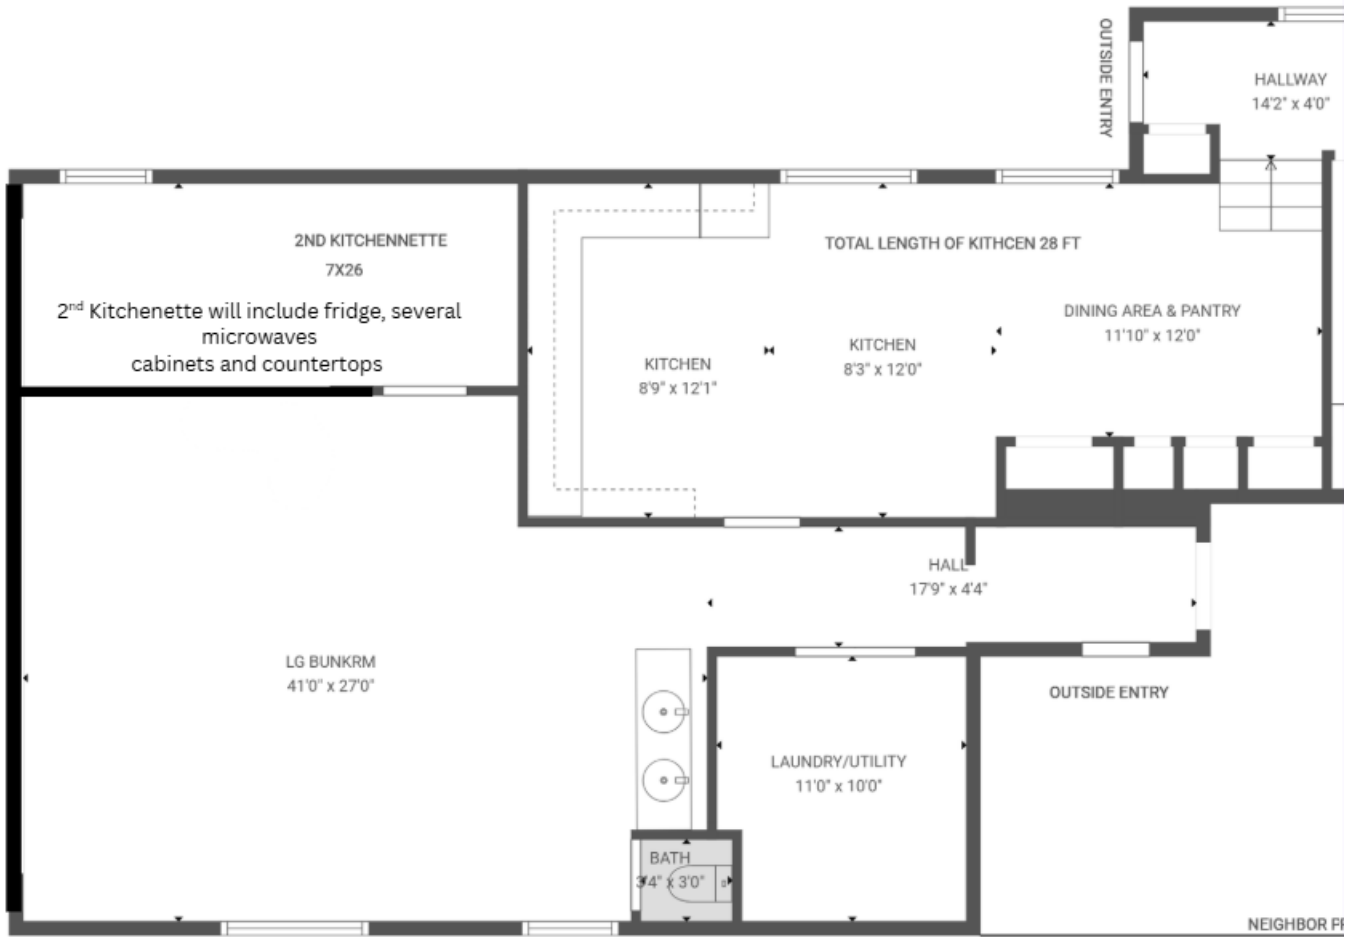 OUTSIDE ENTRY
HALLWAY
14'2" x 4'0"
2ND KITCHENNETTE
7X26
2nd Kitchenette will include fridge, several
microwaves
cabinets and countertops
TOTAL LENGTH OF KITHCEN 28 FT
DINING AREA & PANTRY
11'10" x 12'0"
KITCHEN
8'9" x 12'1"
KITCHEN
8'3" x 12'0"
HALL
17'9" x 4'4"
LG BUNKRM
41'0" x 27'0"
OUTSIDE ENTRY
LAUNDRY/UTILITY
11'0" x 10'0"
BATH
3'4" x 3'0"
NEIGHBOR